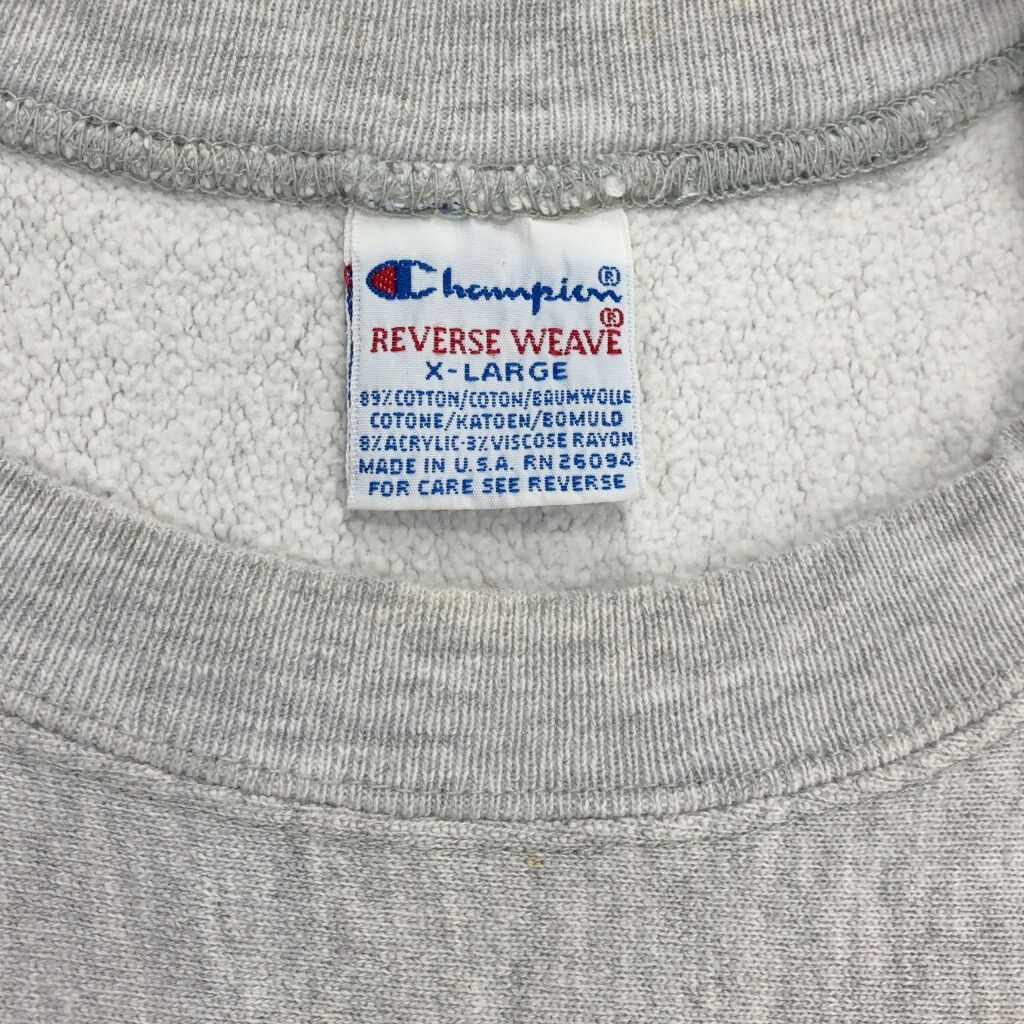 Champion®
REVERSE WEAVE®
X-LARGE
89% COTTON/COTON/BAUMWOLLE
COTONE/KATOEN/BOMULD
8% ACRYLIC-3% VISCOSE RAYON
MADE IN U.S.A. RN 26094
FOR CARE SEE REVERSE